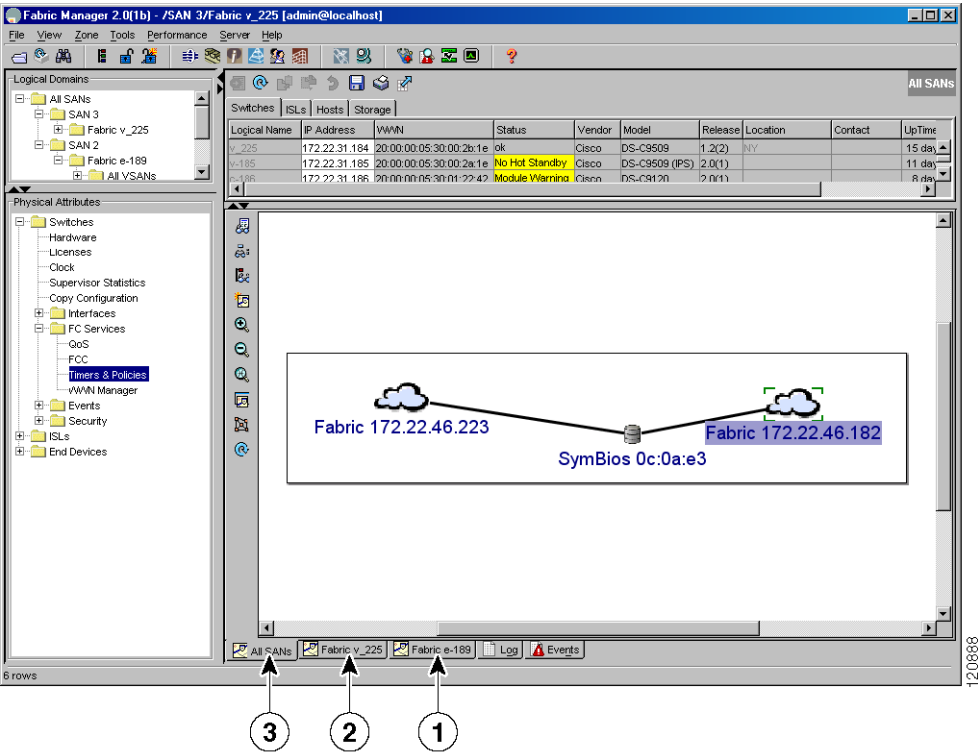 Fabric Manager 2.0(1b) - /SAN 3/Fabric v_225 [admin@localhost]
File View Zone Tools Performance Server Help
Logical Domains
All SANs
SAN 3
Fabric v_225
SAN 2
Fabric e-189
All VSANs
Physical Attributes
Switches
Hardware
Licenses
Clock
Supervisor Statistics
Copy Configuration
Interfaces
FC Services
QoS
FCC
Timers & Policies
WWN Manager
Events
Security
ISLs
End Devices
All SANs
Switches ISLs Hosts Storage
Logical Name IP Address WWN Status Vendor Model Release Location Contact UpTime
v_225 172.22.31.184 20:00:00:05:30:00:2b:1e ok Cisco DS-C9509 1.2(2) NY 15 day
v-185 172.22.31.185 20:00:00:05:30:00:2a:1e No Hot Standby Cisco DS-C9509 (IPS) 2.0(1) 11 day
c-186 172.22.31.186 20:00:00:05:30:01:22:42 Module Warning Cisco DS-C9120 2.0(1) 8 day
Fabric 172.22.46.223
Fabric 172.22.46.182
SymBios 0c:0a:e3
All SANs Fabric v_225 Fabric e-189 Log Events
6 rows
3 2 1
120888